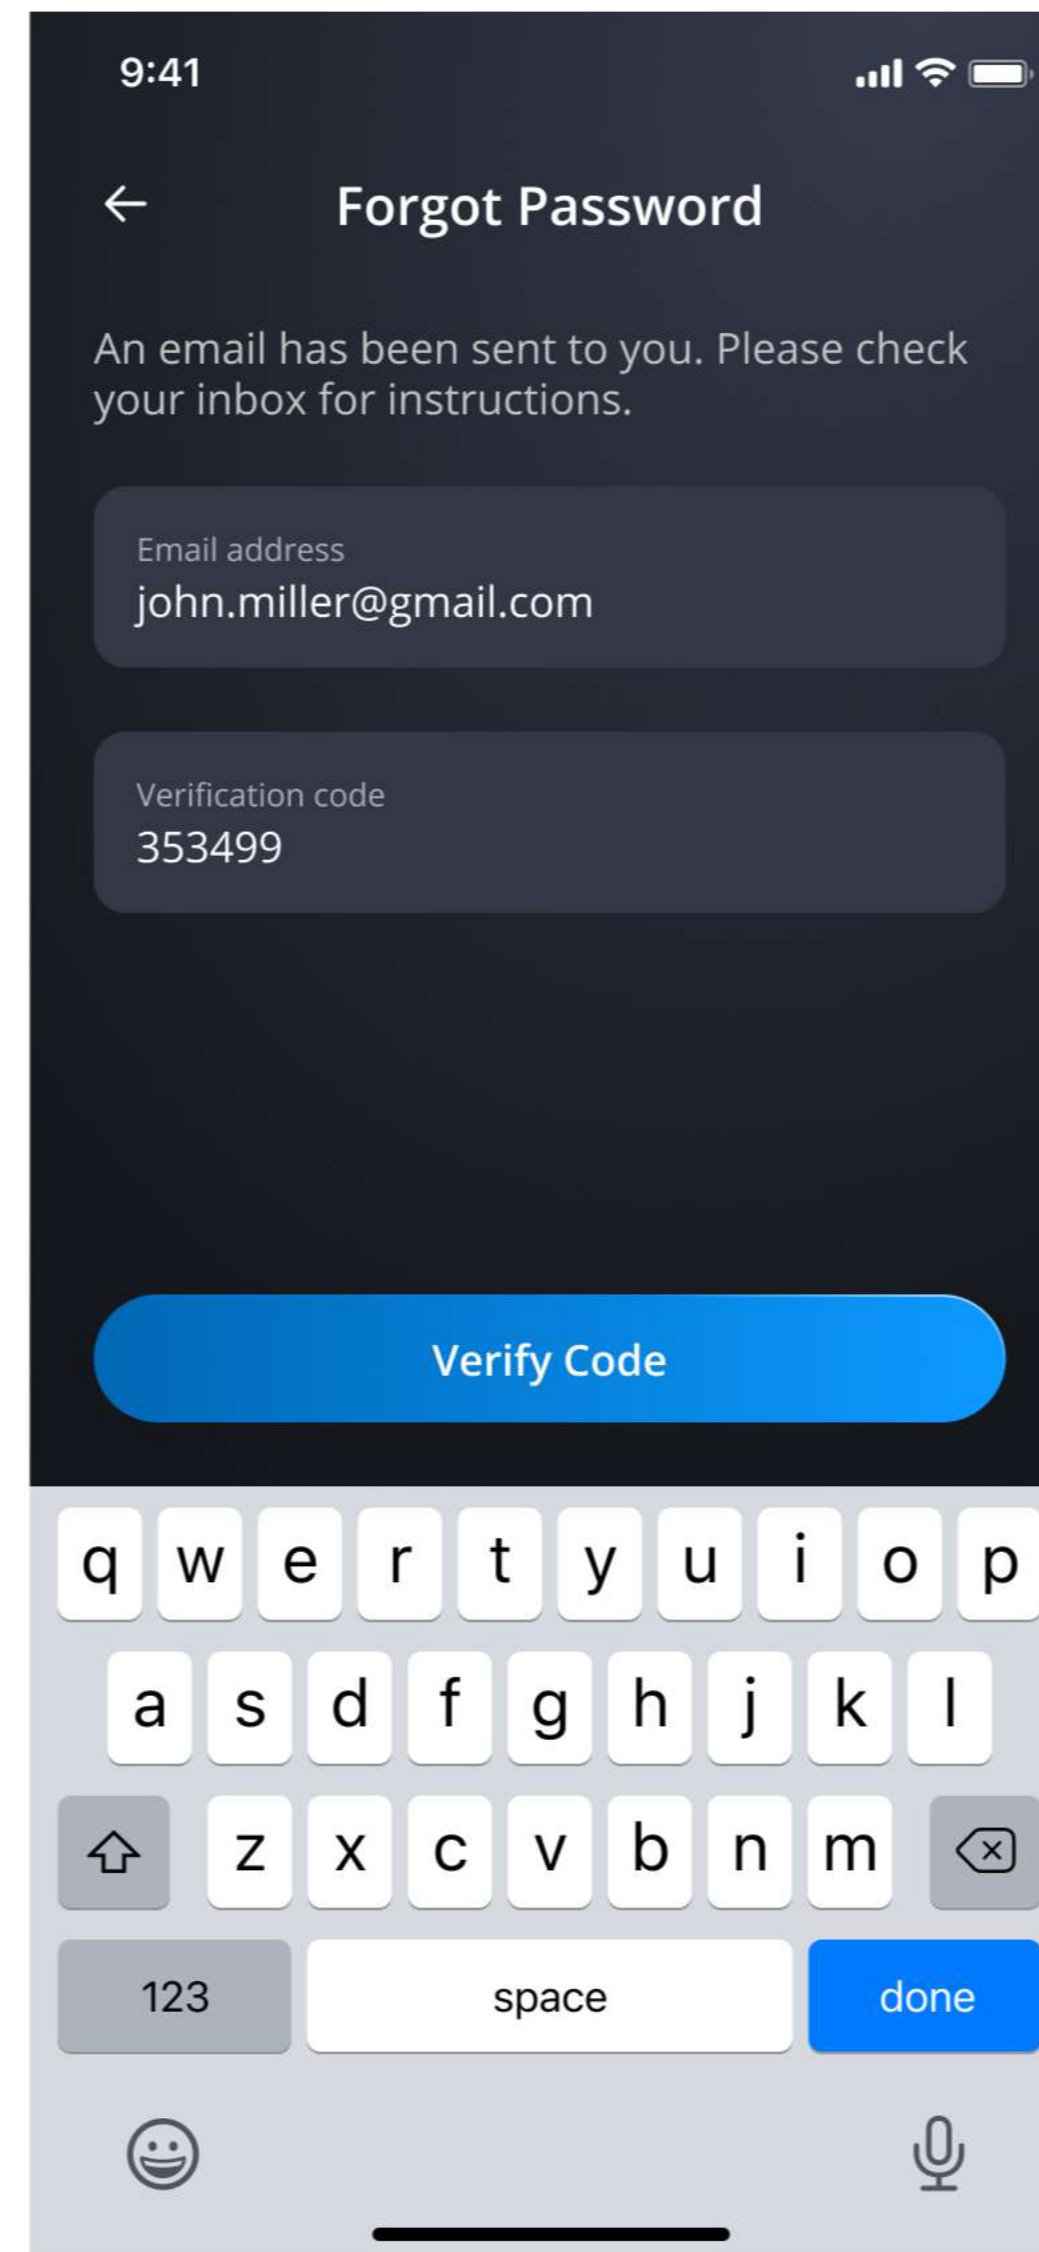 9:41
Forgot Password
An email has been sent to you. Please check
your inbox for instructions.
Email address
john.miller@gmail.com
Verification code
353499
Verify Code
q w e r t y u i o p
a s d f g h j k l
z x c v b n m
123 space done